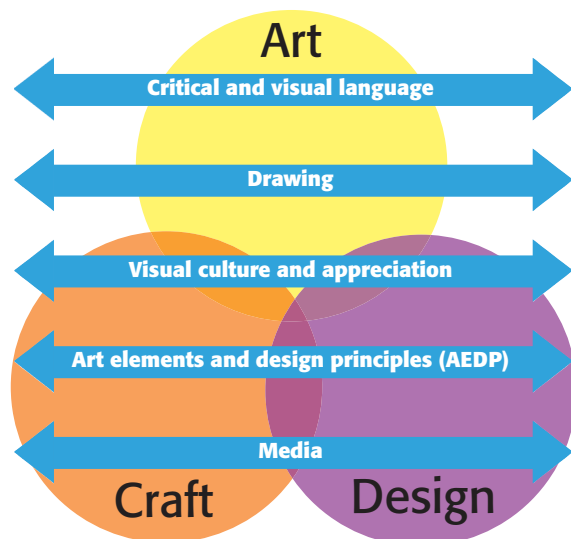 Art
Critical and visual language
Drawing
Visual culture and appreciation
Art elements and design principles (AEDP)
Media
Craft
Design